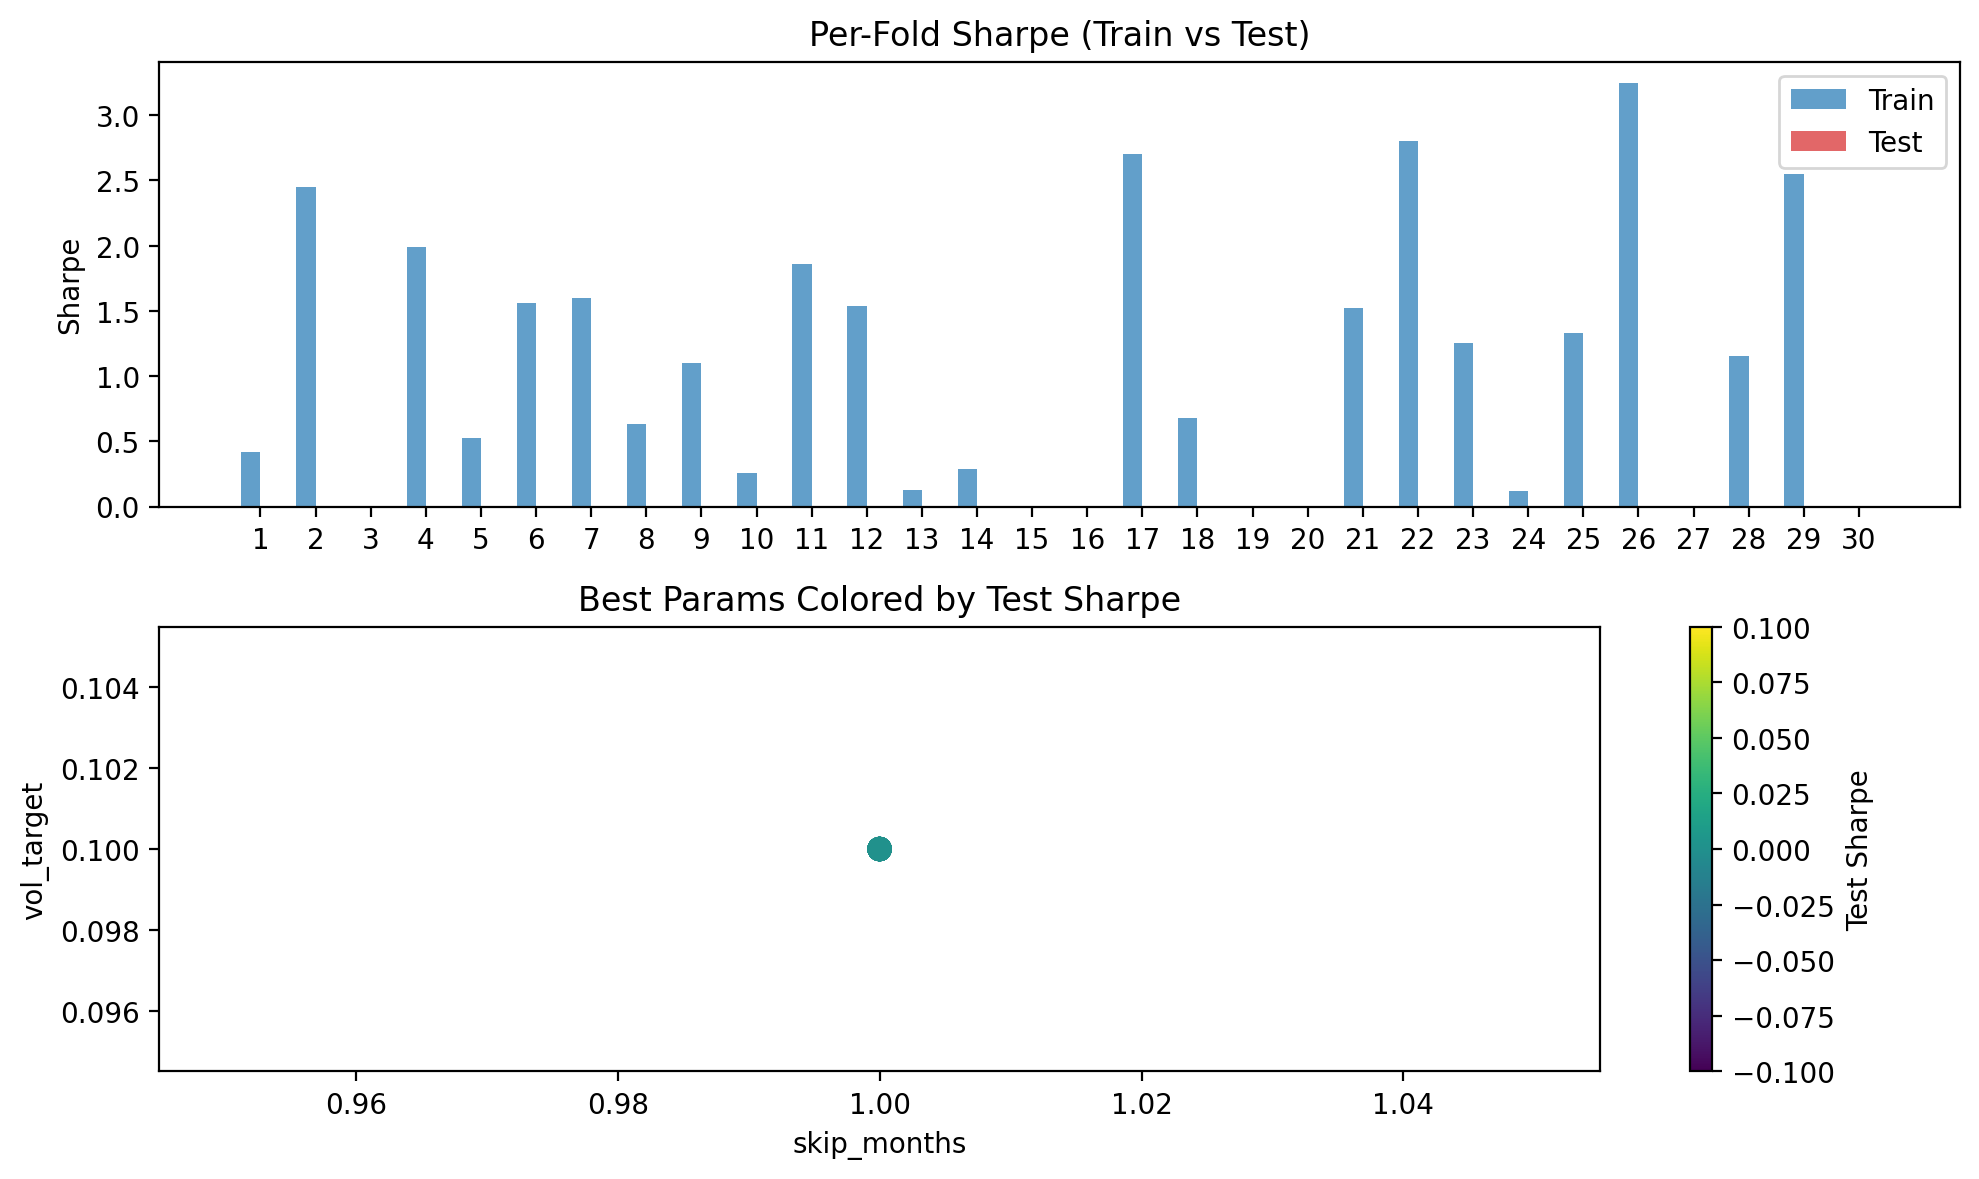 Per-Fold Sharpe (Train vs Test)
Sharpe
3.0
2.5
2.0
1.5
1.0
0.5
0.0
Train
Test
1 2 3 4 5 6 7 8 9 10 11 12 13 14 15 16 17 18 19 20 21 22 23 24 25 26 27 28 29 30
Best Params Colored by Test Sharpe
vol_target
0.104
0.102
0.100
0.098
0.096
0.96 0.98 1.00 1.02 1.04
skip_months
0.100
0.075
0.050
0.025
0.000
−0.025
−0.050
−0.075
−0.100
Test Sharpe